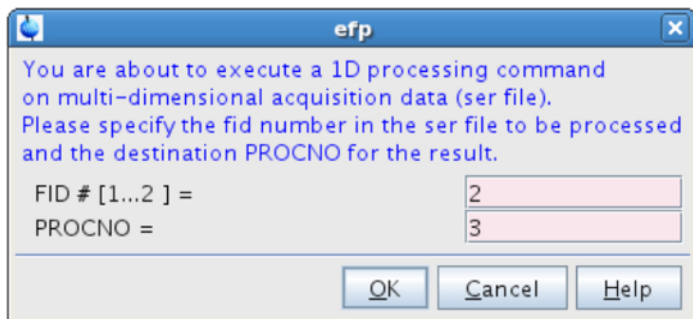 efp
You are about to execute a 1D processing command
on multi-dimensional acquisition data (ser file).
Please specify the fid number in the ser file to be processed
and the destination PROCNO for the result.
FID # [1...2 ] = 2
PROCNO = 3
OK Cancel Help